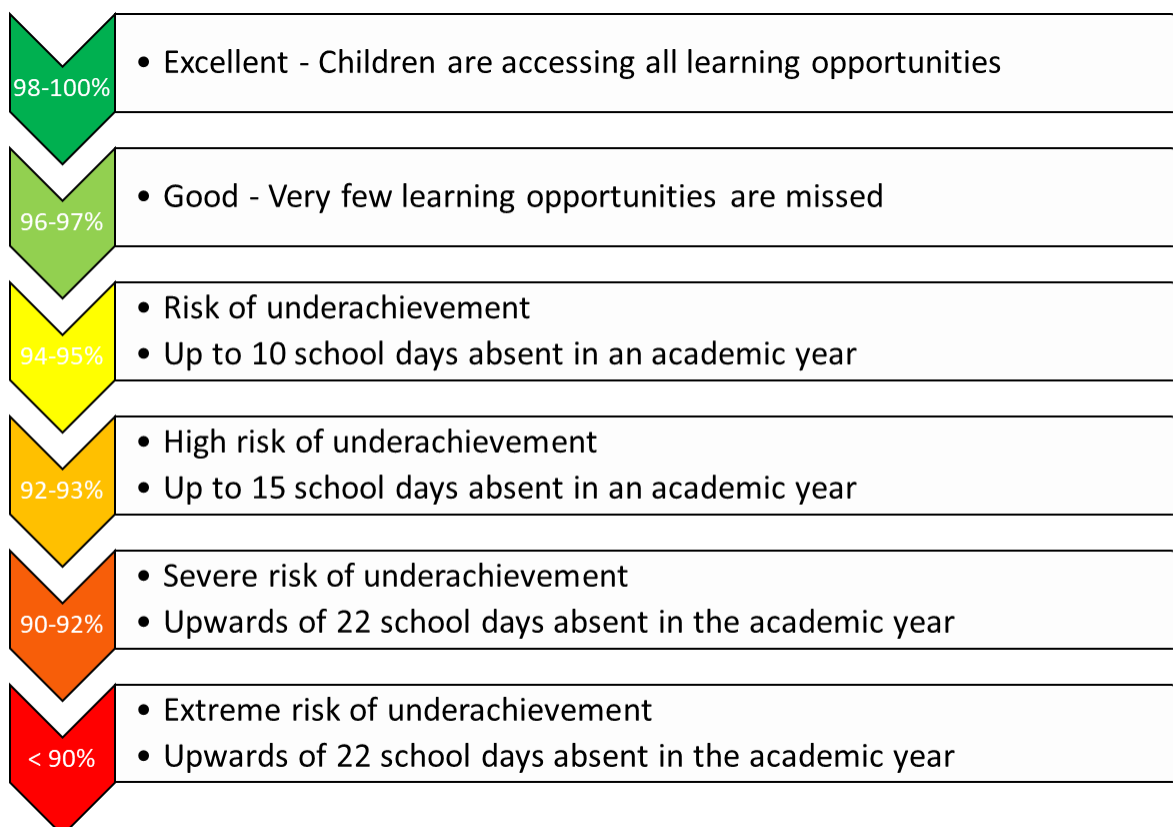 98-100%
• Excellent - Children are accessing all learning opportunities
96-97%
• Good - Very few learning opportunities are missed
94-95%
• Risk of underachievement
• Up to 10 school days absent in an academic year
92-93%
• High risk of underachievement
• Up to 15 school days absent in an academic year
90-92%
• Severe risk of underachievement
• Upwards of 22 school days absent in the academic year
< 90%
• Extreme risk of underachievement
• Upwards of 22 school days absent in the academic year